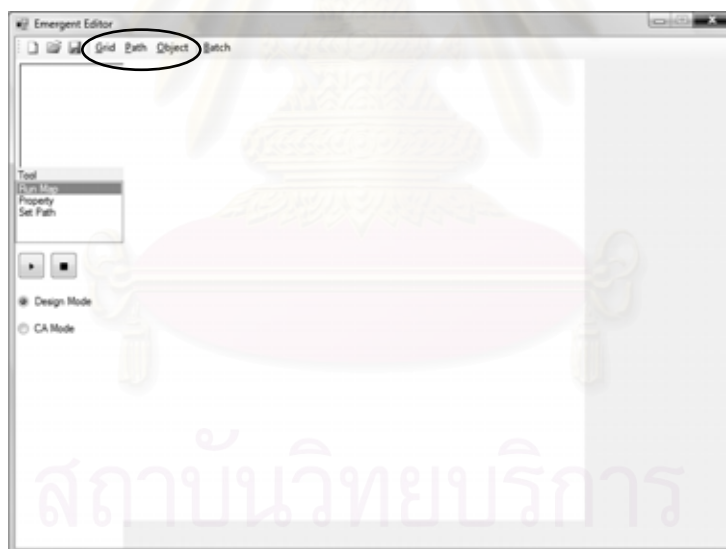 Emergent Editor
Grid Path Object Batch
Tool
Run Map
Property
Set Path
Design Mode
CA Mode
สถาบันวิทยบริการ